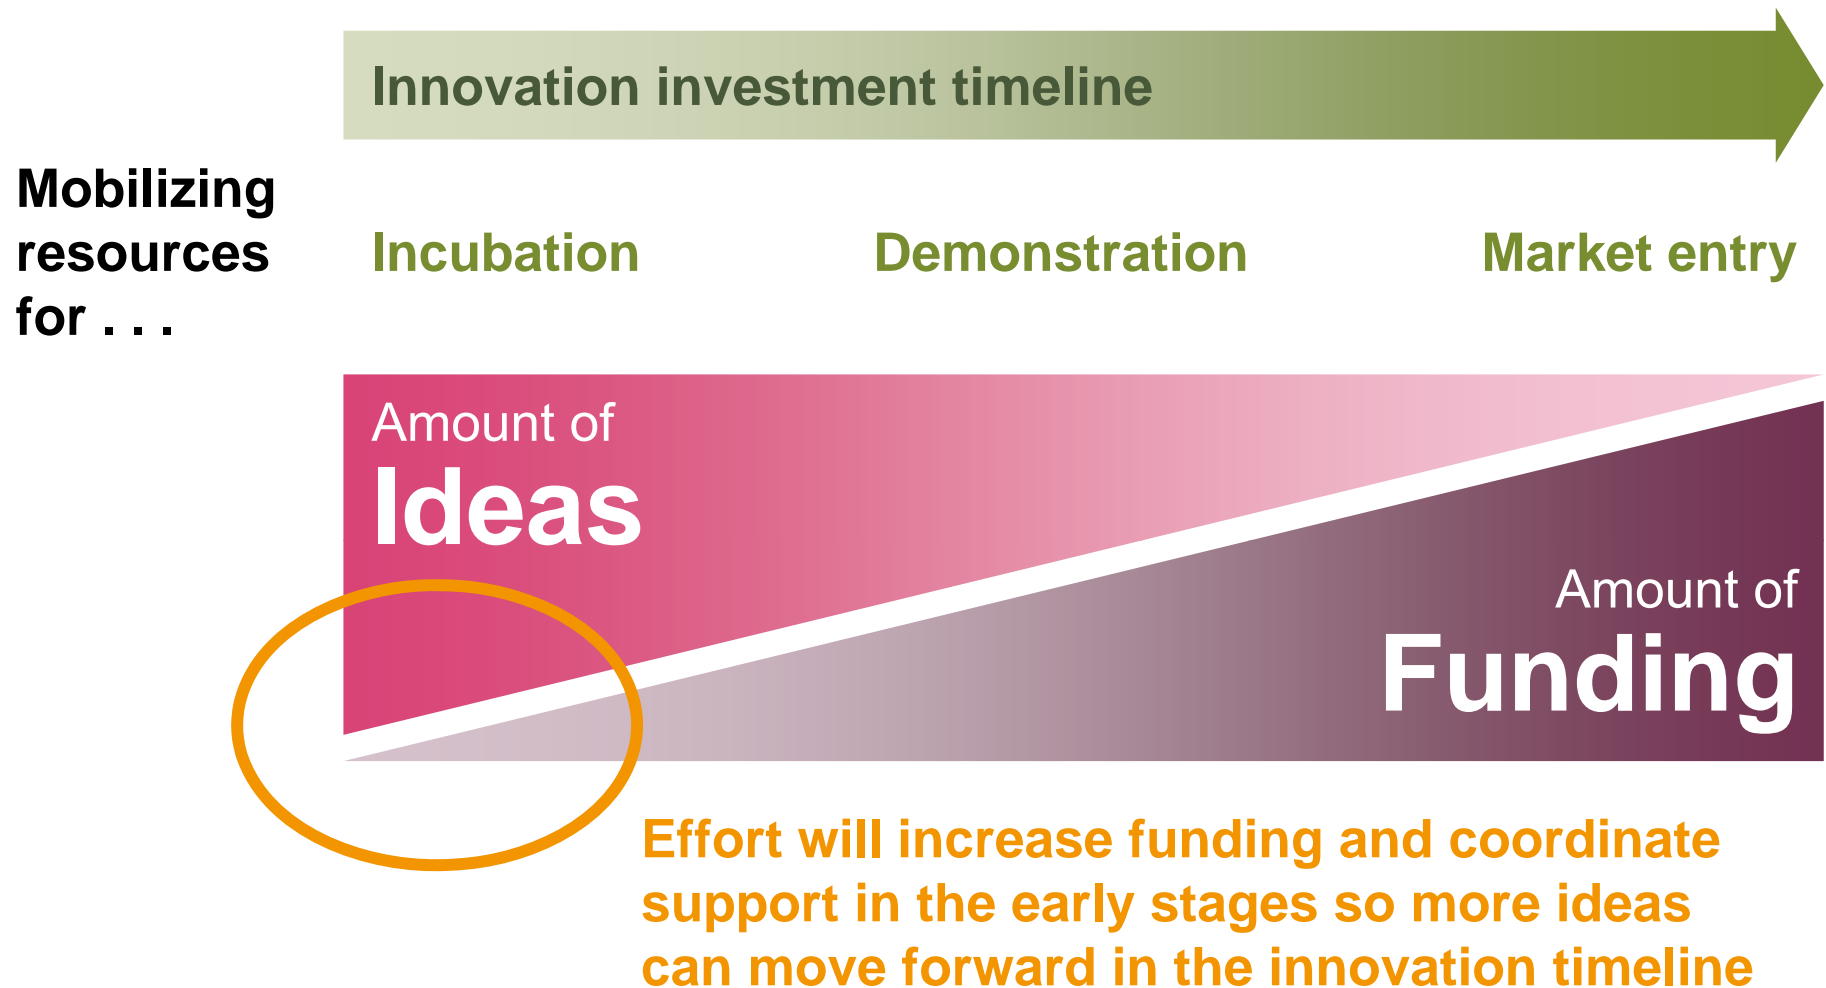 Innovation investment timeline
Mobilizing
resources
for . . .
Incubation
Demonstration
Market entry
Amount of
Ideas
Amount of
Funding
Effort will increase funding and coordinate
support in the early stages so more ideas
can move forward in the innovation timeline